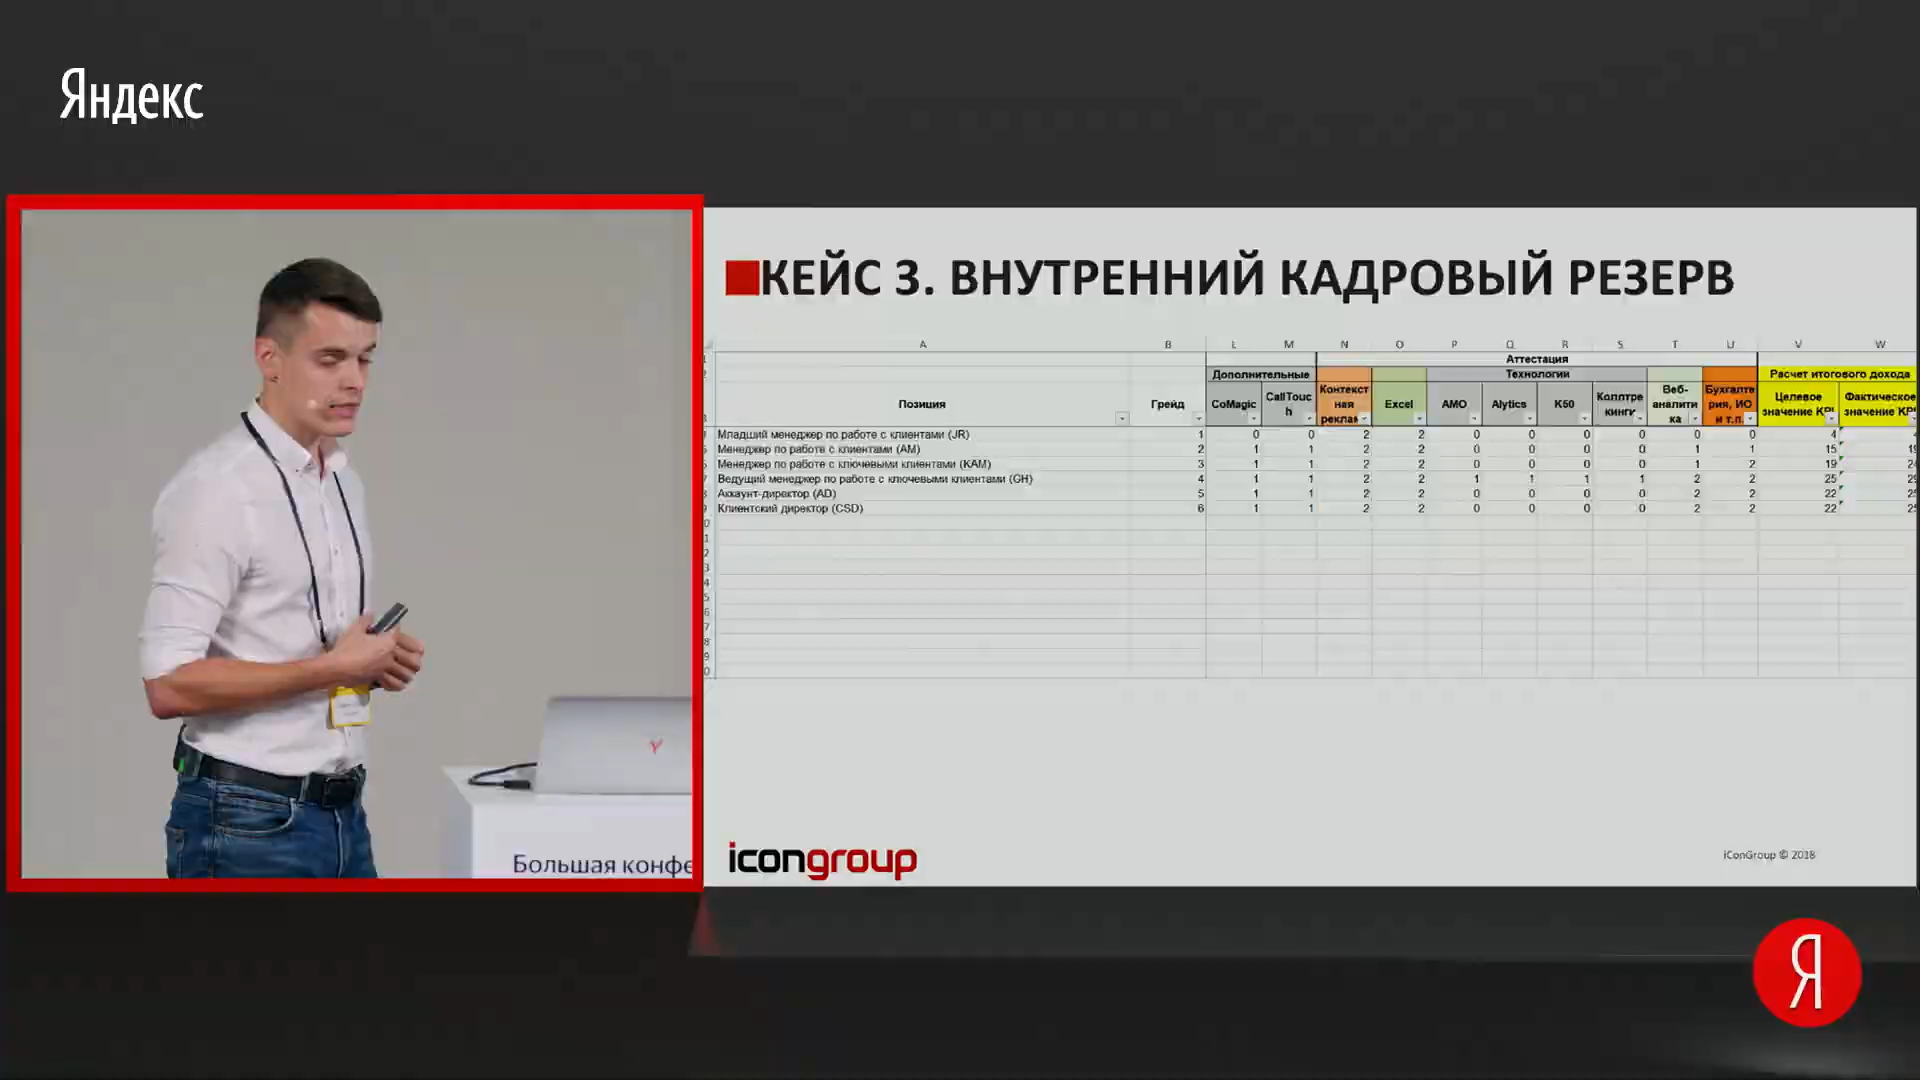 Яндекс
КЕЙС 3. ВНУТРЕННИЙ КАДРОВЫЙ РЕЗЕРВ
A B L M N O P Q R S T U V W
Аттестация
Дополнительные Технологии Расчет итогового дохода
Позиция Грейд CoMagic CallTouch Контекстная реклам Excel AMO Alytics K50 Коллтрекинги Веб-аналитика Бухгалтерия, ИО и т.п. Целевое значение KPI Фактическое значение KPI
Младший менеджер по работе с клиентами (JR) 1 0 0 2 2 0 0 0 0 0 0 4
Менеджер по работе с клиентами (AM) 2 1 1 2 2 0 0 0 0 1 1 15 19
Менеджер по работе с ключевыми клиентами (KAM) 3 1 1 2 2 0 0 0 0 1 2 19
Ведущий менеджер по работе с ключевыми клиентами (GH) 4 1 1 2 2 1 1 1 1 2 2 25
Аккаунт-директор (AD) 5 1 1 2 2 0 0 0 0 2 2 22
Клиентский директор (CSD) 6 1 1 2 2 0 0 0 0 2 2 22
Большая конфе
icongroup
iConGroup © 2018
Я